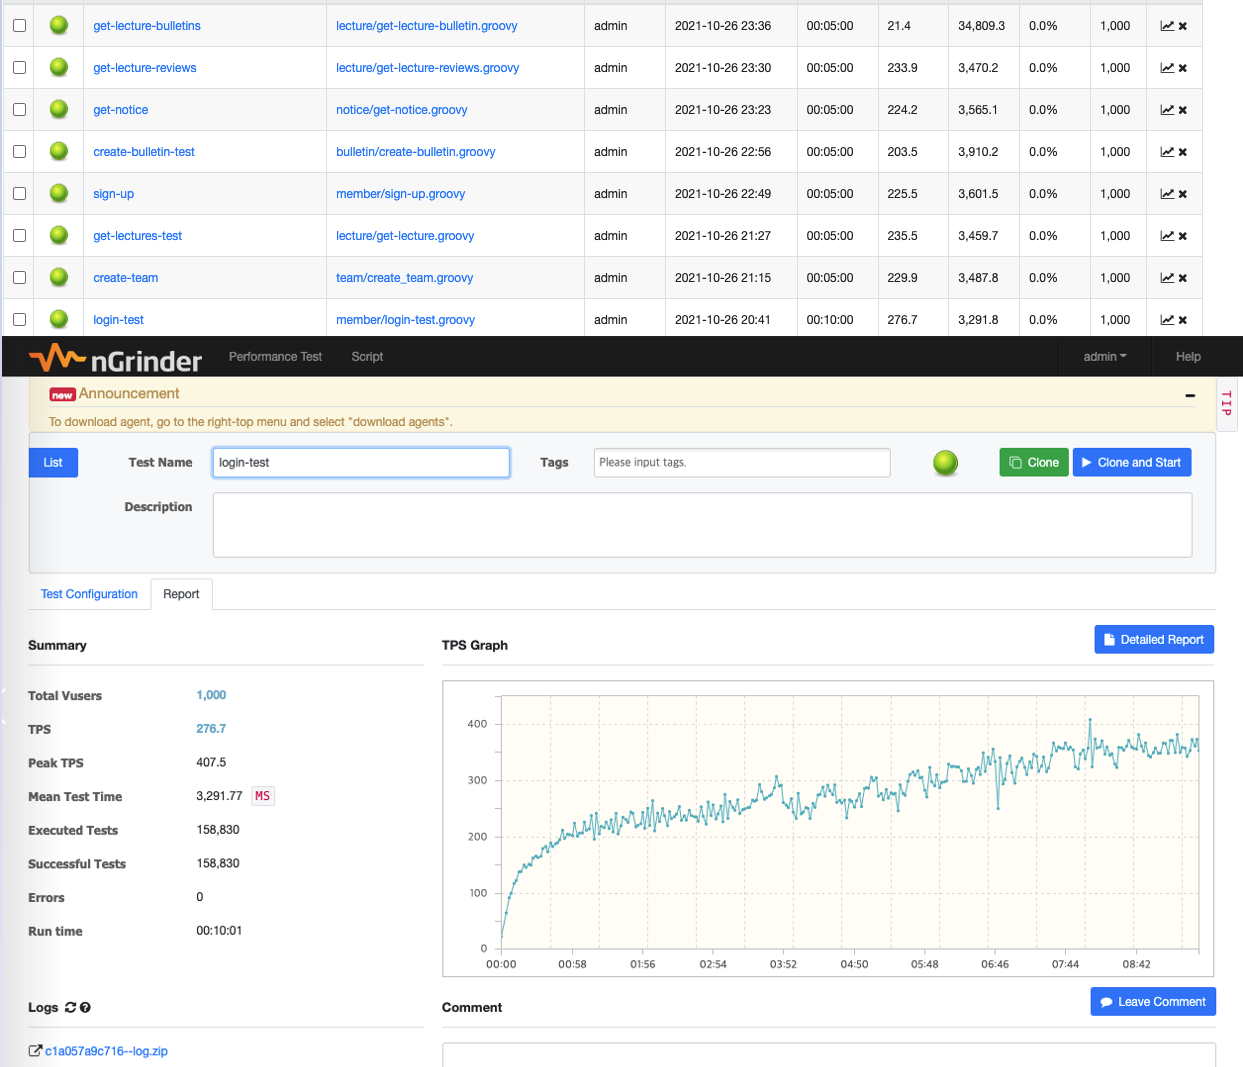 get-lecture-bulletins lecture/get-lecture-bulletin.groovy admin 2021-10-26 23:36 00:05:00 21.4 34,809.3 0.0% 1,000
get-lecture-reviews lecture/get-lecture-reviews.groovy admin 2021-10-26 23:30 00:05:00 233.9 3,470.2 0.0% 1,000
get-notice notice/get-notice.groovy admin 2021-10-26 23:23 00:05:00 224.2 3,565.1 0.0% 1,000
create-bulletin-test bulletin/create-bulletin.groovy admin 2021-10-26 22:56 00:05:00 203.5 3,910.2 0.0% 1,000
sign-up member/sign-up.groovy admin 2021-10-26 22:49 00:05:00 225.5 3,601.5 0.0% 1,000
get-lectures-test lecture/get-lecture.groovy admin 2021-10-26 21:27 00:05:00 235.5 3,459.7 0.0% 1,000
create-team team/create_team.groovy admin 2021-10-26 21:15 00:05:00 229.9 3,487.8 0.0% 1,000
login-test member/login-test.groovy admin 2021-10-26 20:41 00:10:00 276.7 3,291.8 0.0% 1,000
nGrinder Performance Test Script admin Help
new Announcement
TIP
To download agent, go to the right-top menu and select "download agents".
List Test Name login-test Tags Please input tags. Clone Clone and Start
Description
Test Configuration Report
Summary
Total Vusers 1,000
TPS 276.7
Peak TPS 407.5
Mean Test Time 3,291.77 MS
Executed Tests 158,830
Successful Tests 158,830
Errors 0
Run time 00:10:01
Logs
c1a057a9c716--log.zip
TPS Graph Detailed Report
400
300
200
100
0
00:00 00:58 01:56 02:54 03:52 04:50 05:48 06:46 07:44 08:42
Comment Leave Comment